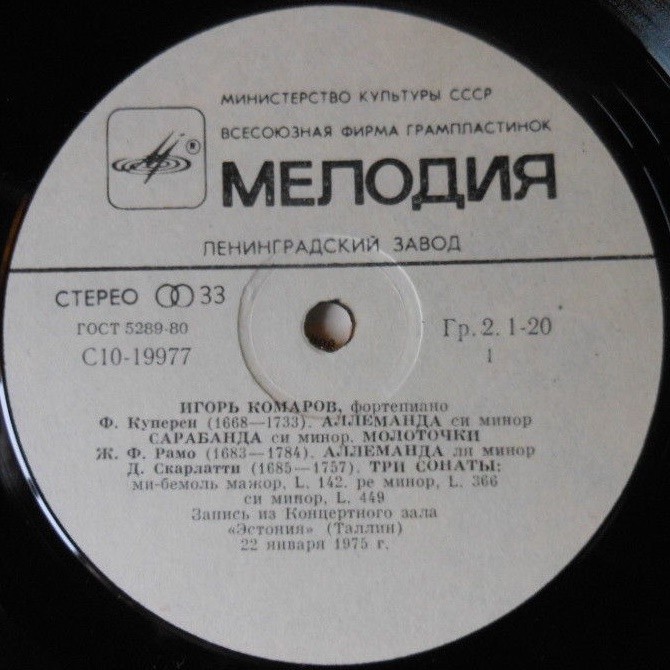 МИНИСТЕРСТВО КУЛЬТУРЫ СССР
ВСЕСОЮЗНАЯ ФИРМА ГРАМПЛАСТИНОК
®
МЕЛОДИЯ
ЛЕНИНГРАДСКИЙ ЗАВОД
СТЕРЕО 33
ГОСТ 5289-80
С10-19977
Гр. 2. 1-20
1
ИГОРЬ КОМАРОВ, фортепиано
Ф. Куперен (1668—1733). АЛЛЕМАНДА си минор
САРАБАНДА си минор. МОЛОТОЧКИ
Ж. Ф. Рамо (1683—1784). АЛЛЕМАНДА ля минор
Д. Скарлатти (1685—1757). ТРИ СОНАТЫ:
ми-бемоль мажор, L. 142. ре минор, L. 366
си минор, L. 449
Запись из Концертного зала
«Эстония» (Таллин)
22 января 1975 г.